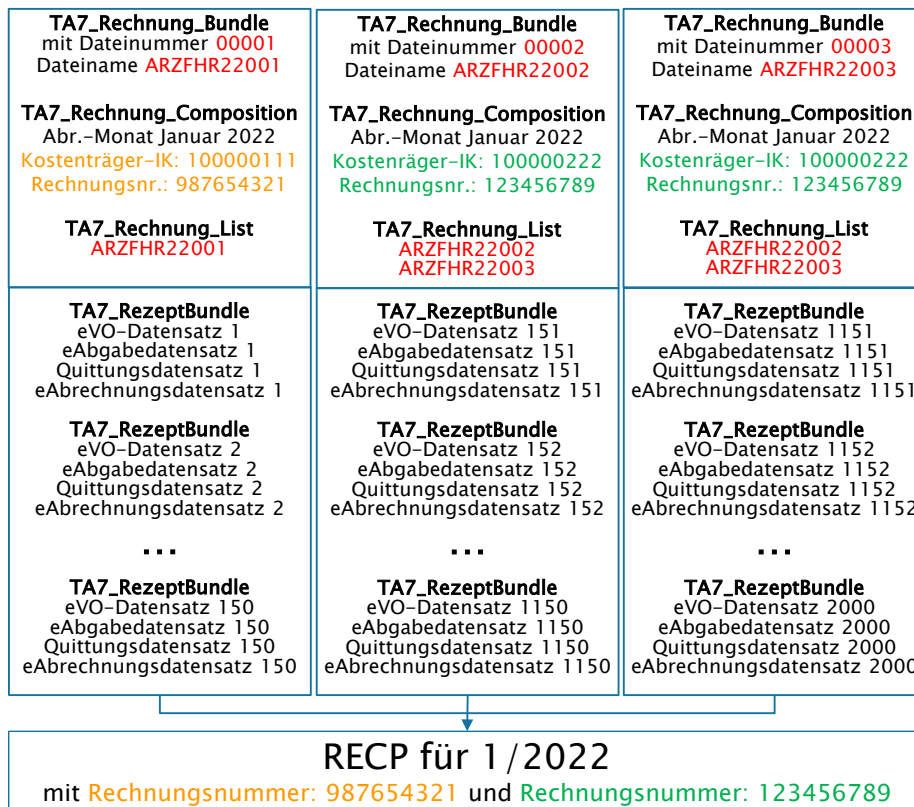 TA7_Rechnung_Bundle
mit Dateinummer 00001
Dateiname ARZFHR22001
TA7_Rechnung_Composition
Abr.-Monat Januar 2022
Kostenträger-IK: 100000111
Rechnungsnr.: 987654321
TA7_Rechnung_List
ARZFHR22001
TA7_RezeptBundle
eVO-Datensatz 1
eAbgabedatensatz 1
Quittungsdatensatz 1
eAbrechnungsdatensatz 1
TA7_RezeptBundle
eVO-Datensatz 2
eAbgabedatensatz 2
Quittungsdatensatz 2
eAbrechnungsdatensatz 2
...
TA7_RezeptBundle
eVO-Datensatz 150
eAbgabedatensatz 150
Quittungsdatensatz 150
eAbrechnungsdatensatz 150
TA7_Rechnung_Bundle
mit Dateinummer 00002
Dateiname ARZFHR22002
TA7_Rechnung_Composition
Abr.-Monat Januar 2022
Kostenräger-IK: 100000222
Rechnungsnr.: 123456789
TA7_Rechnung_List
ARZFHR22002
ARZFHR22003
TA7_RezeptBundle
eVO-Datensatz 151
eAbgabedatensatz 151
Quittungsdatensatz 151
eAbrechnungsdatensatz 151
TA7_RezeptBundle
eVO-Datensatz 152
eAbgabedatensatz 152
Quittungsdatensatz 152
eAbrechnungsdatensatz 152
...
TA7_RezeptBundle
eVO-Datensatz 1150
eAbgabedatensatz 1150
Quittungsdatensatz 1150
eAbrechnungsdatensatz 1150
TA7_Rechnung_Bundle
mit Dateinummer 00003
Dateiname ARZFHR22003
TA7_Rechnung_Composition
Abr.-Monat Januar 2022
Kostenräger-IK: 100000222
Rechnungsnr.: 123456789
TA7_Rechnung_List
ARZFHR22002
ARZFHR22003
TA7_RezeptBundle
eVO-Datensatz 1151
eAbgabedatensatz 1151
Quittungsdatensatz 1151
eAbrechnungsdatensatz 1151
TA7_RezeptBundle
eVO-Datensatz 1152
eAbgabedatensatz 1152
Quittungsdatensatz 1152
eAbrechnungsdatensatz 1152
...
TA7_RezeptBundle
eVO-Datensatz 2000
eAbgabedatensatz 2000
Quittungsdatensatz 2000
eAbrechnungsdatensatz 2000
RECP für 1/2022
mit Rechnungsnummer: 987654321 und Rechnungsnummer: 123456789